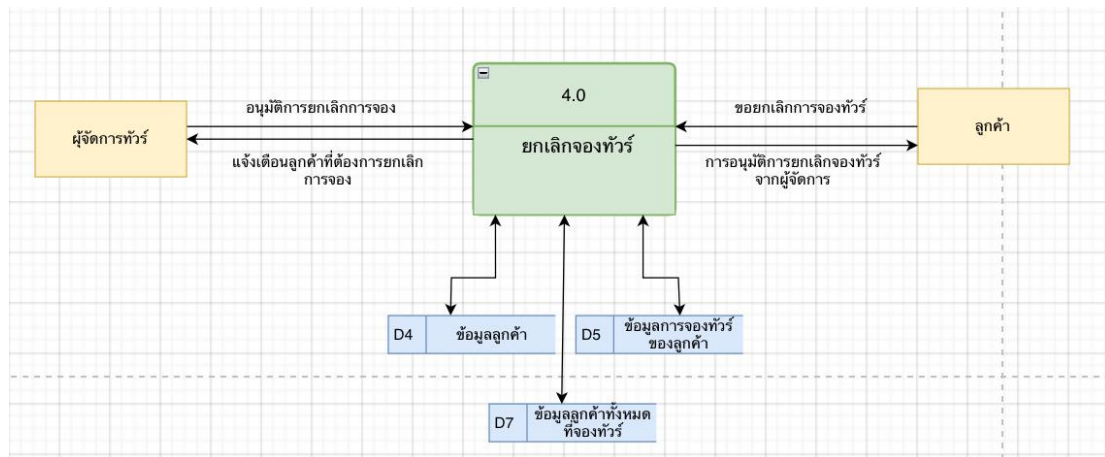 4.0
ยกเลิกจองทัวร์
ผู้จัดการทัวร์
อนุมัติการยกเลิกการจอง
แจ้งเตือนลูกค้าที่ต้องการยกเลิก
การจอง
ขอยกเลิกการจองทัวร์
การอนุมัติการยกเลิกจองทัวร์
จากผู้จัดการ
ลูกค้า
D4
ข้อมูลลูกค้า
D5
ข้อมูลการจองทัวร์
ของลูกค้า
D7
ข้อมูลลูกค้าทั้งหมด
ที่จองทัวร์